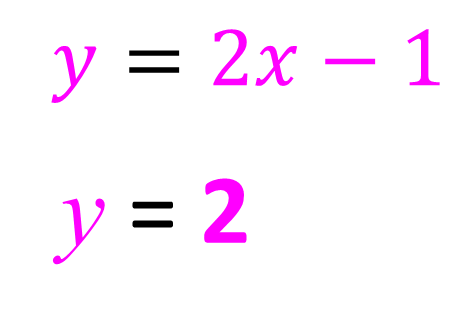 y = 2x − 1
y = 2